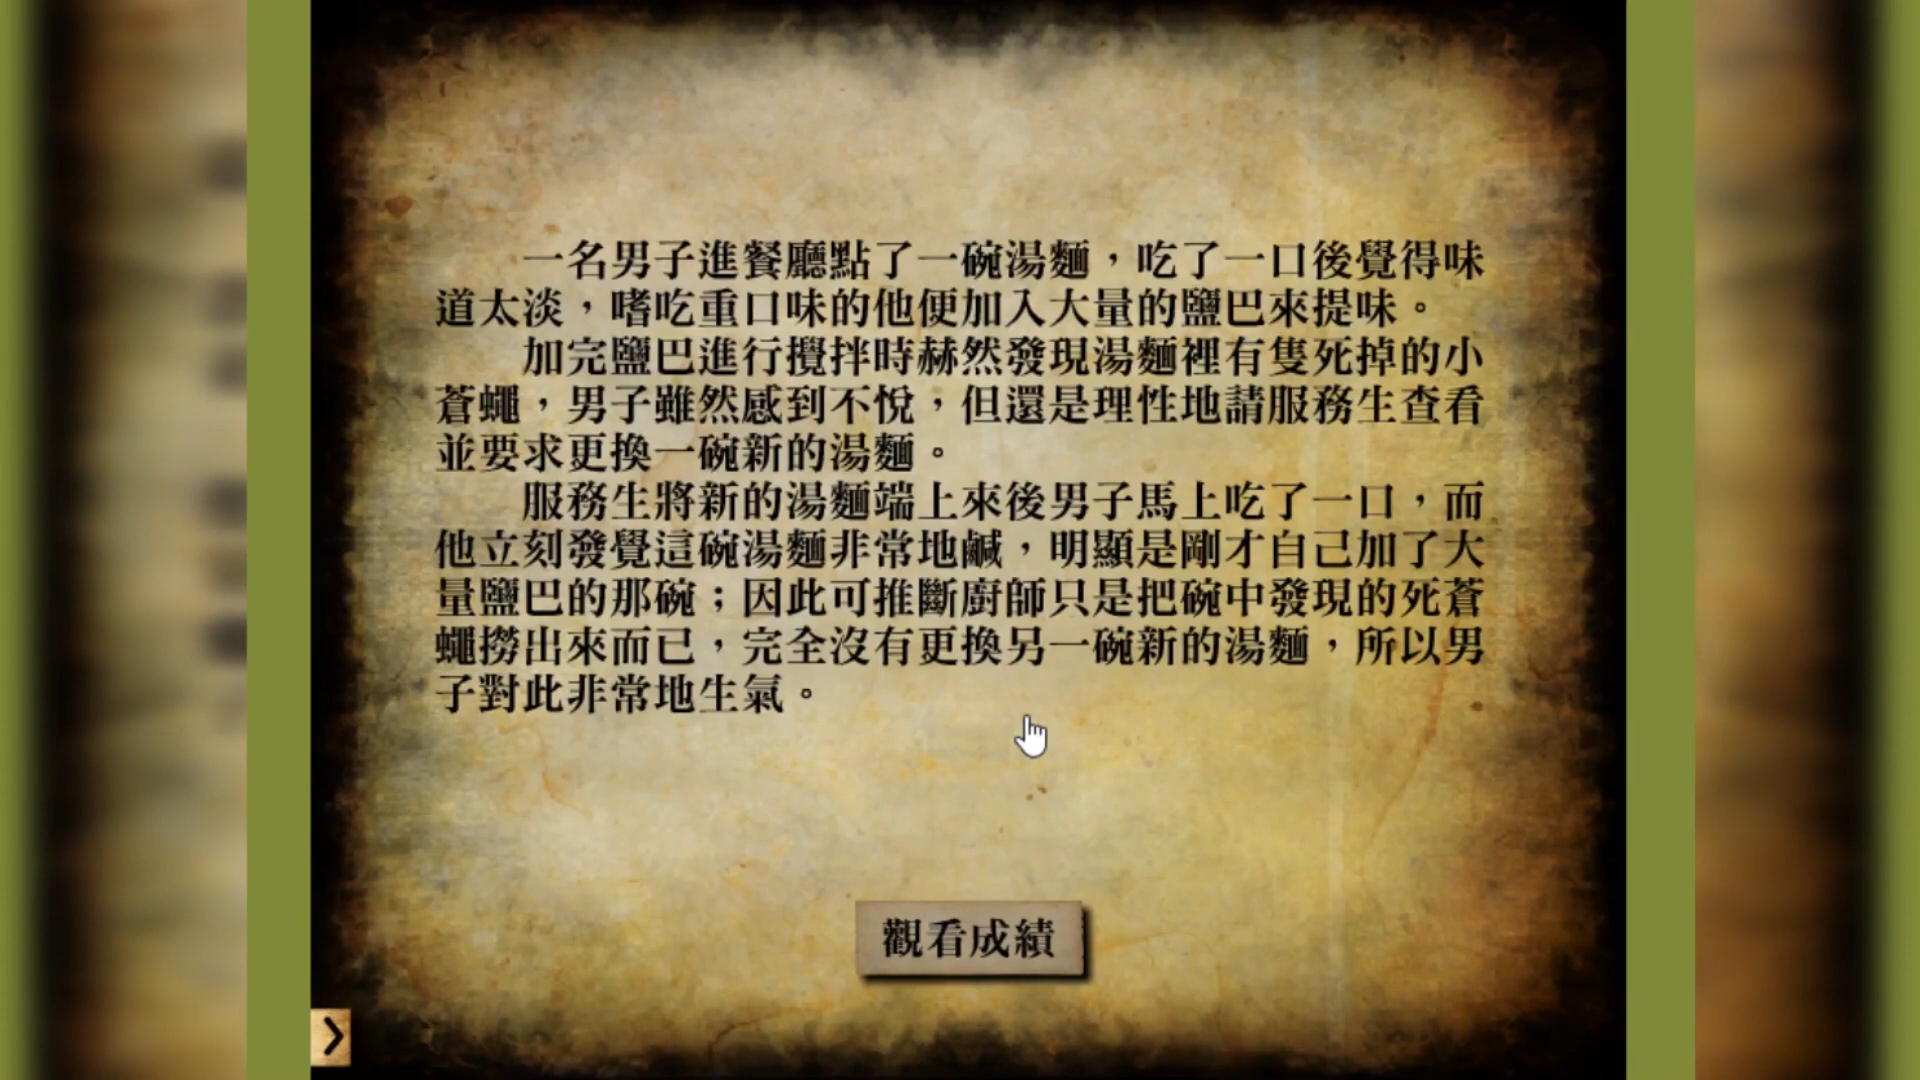 一名男子進餐廳點了一碗湯麵，吃了一口後覺得味
道太淡，嗜吃重口味的他便加入大量的鹽巴來提味。
加完鹽巴進行攪拌時赫然發現湯麵裡有隻死掉的小
蒼蠅，男子雖然感到不悅，但還是理性地請服務生查看
並要求更換一碗新的湯麵。
服務生將新的湯麵端上來後男子馬上吃了一口，而
他立刻發覺這碗湯麵非常地鹹，明顯是剛才自己加了大
量鹽巴的那碗；因此可推斷廚師只是把碗中發現的死蒼
蠅撈出來而已，完全沒有更換另一碗新的湯麵，所以男
子對此非常地生氣。
觀看成績